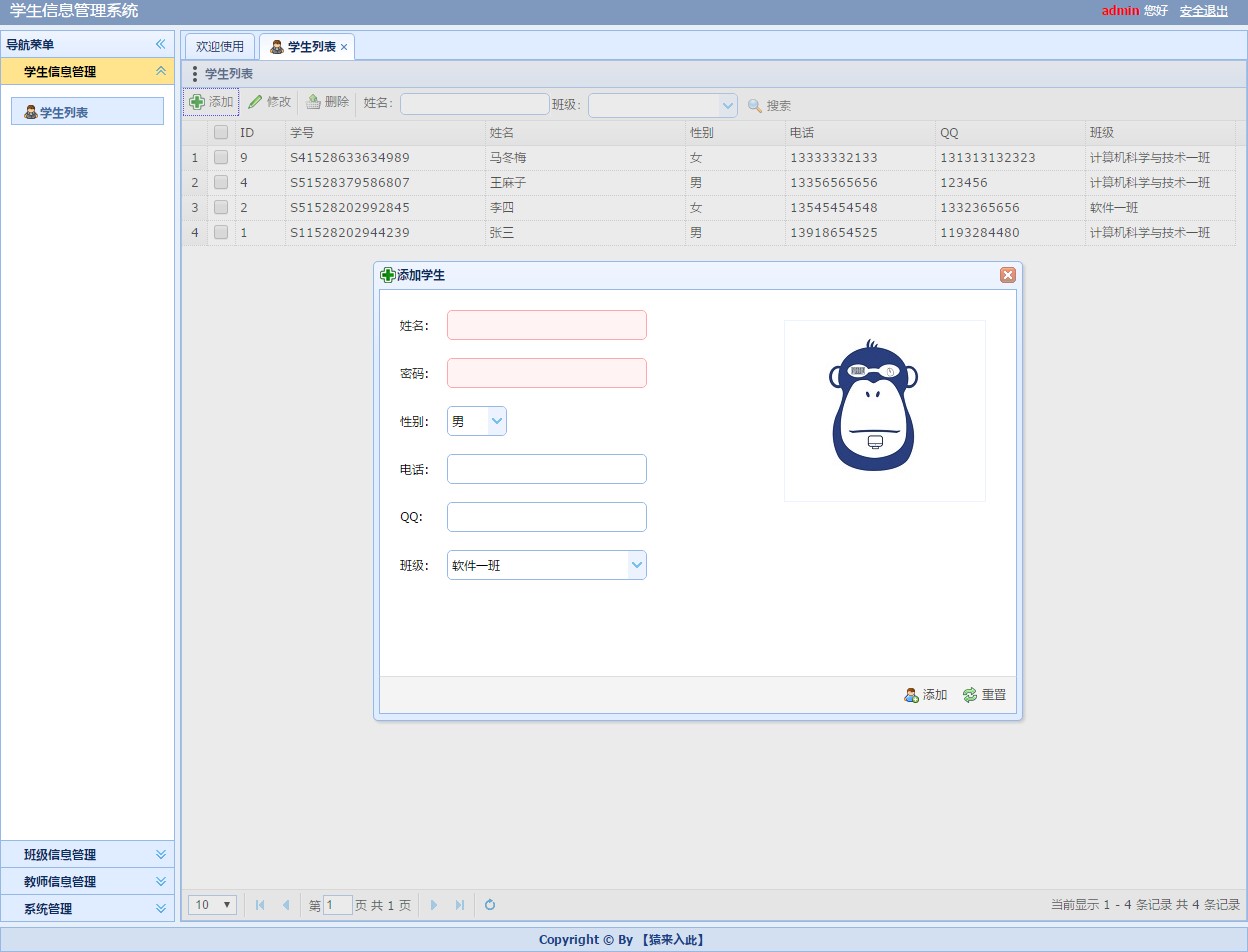 学生信息管理系统
admin 您好 安全退出
导航菜单
学生信息管理
学生列表
班级信息管理
教师信息管理
系统管理
欢迎使用 学生列表
学生列表
添加 修改 删除 姓名: 班级: 搜索
ID 学号 姓名 性别 电话 QQ 班级
1 9 S41528633634989 马冬梅 女 13333332133 131313132323 计算机科学与技术一班
2 4 S51528379586807 王麻子 男 13356565656 123456 计算机科学与技术一班
3 2 S51528202992845 李四 女 13545454548 1332365656 软件一班
4 1 S11528202944239 张三 男 13918654525 1193284480 计算机科学与技术一班
添加学生
姓名:
密码:
性别: 男
电话:
QQ:
班级: 软件一班
添加 重置
10 第 1 页 共 1 页 当前显示 1 - 4 条记录 共 4 条记录
Copyright © By 【猿来入此】